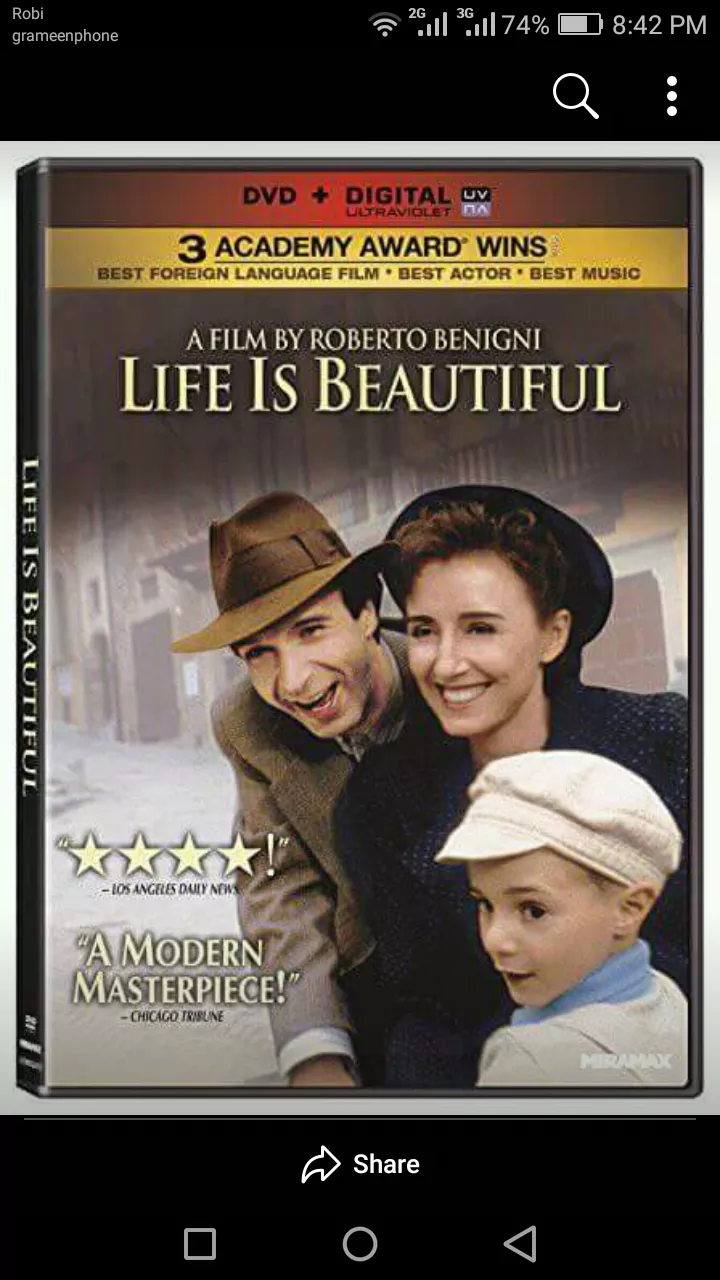 Robi
grameenphone
2G 3G 74% 8:42 PM
DVD + DIGITAL UV
ULTRAVIOLET
3 ACADEMY AWARD® WINS
BEST FOREIGN LANGUAGE FILM • BEST ACTOR • BEST MUSIC
A FILM BY ROBERTO BENIGNI
LIFE IS BEAUTIFUL
LIFE IS BEAUTIFUL
"★★★★!"
– LOS ANGELES DAILY NEWS
"A MODERN
MASTERPIECE!"
– CHICAGO TRIBUNE
MIRAMAX
Share